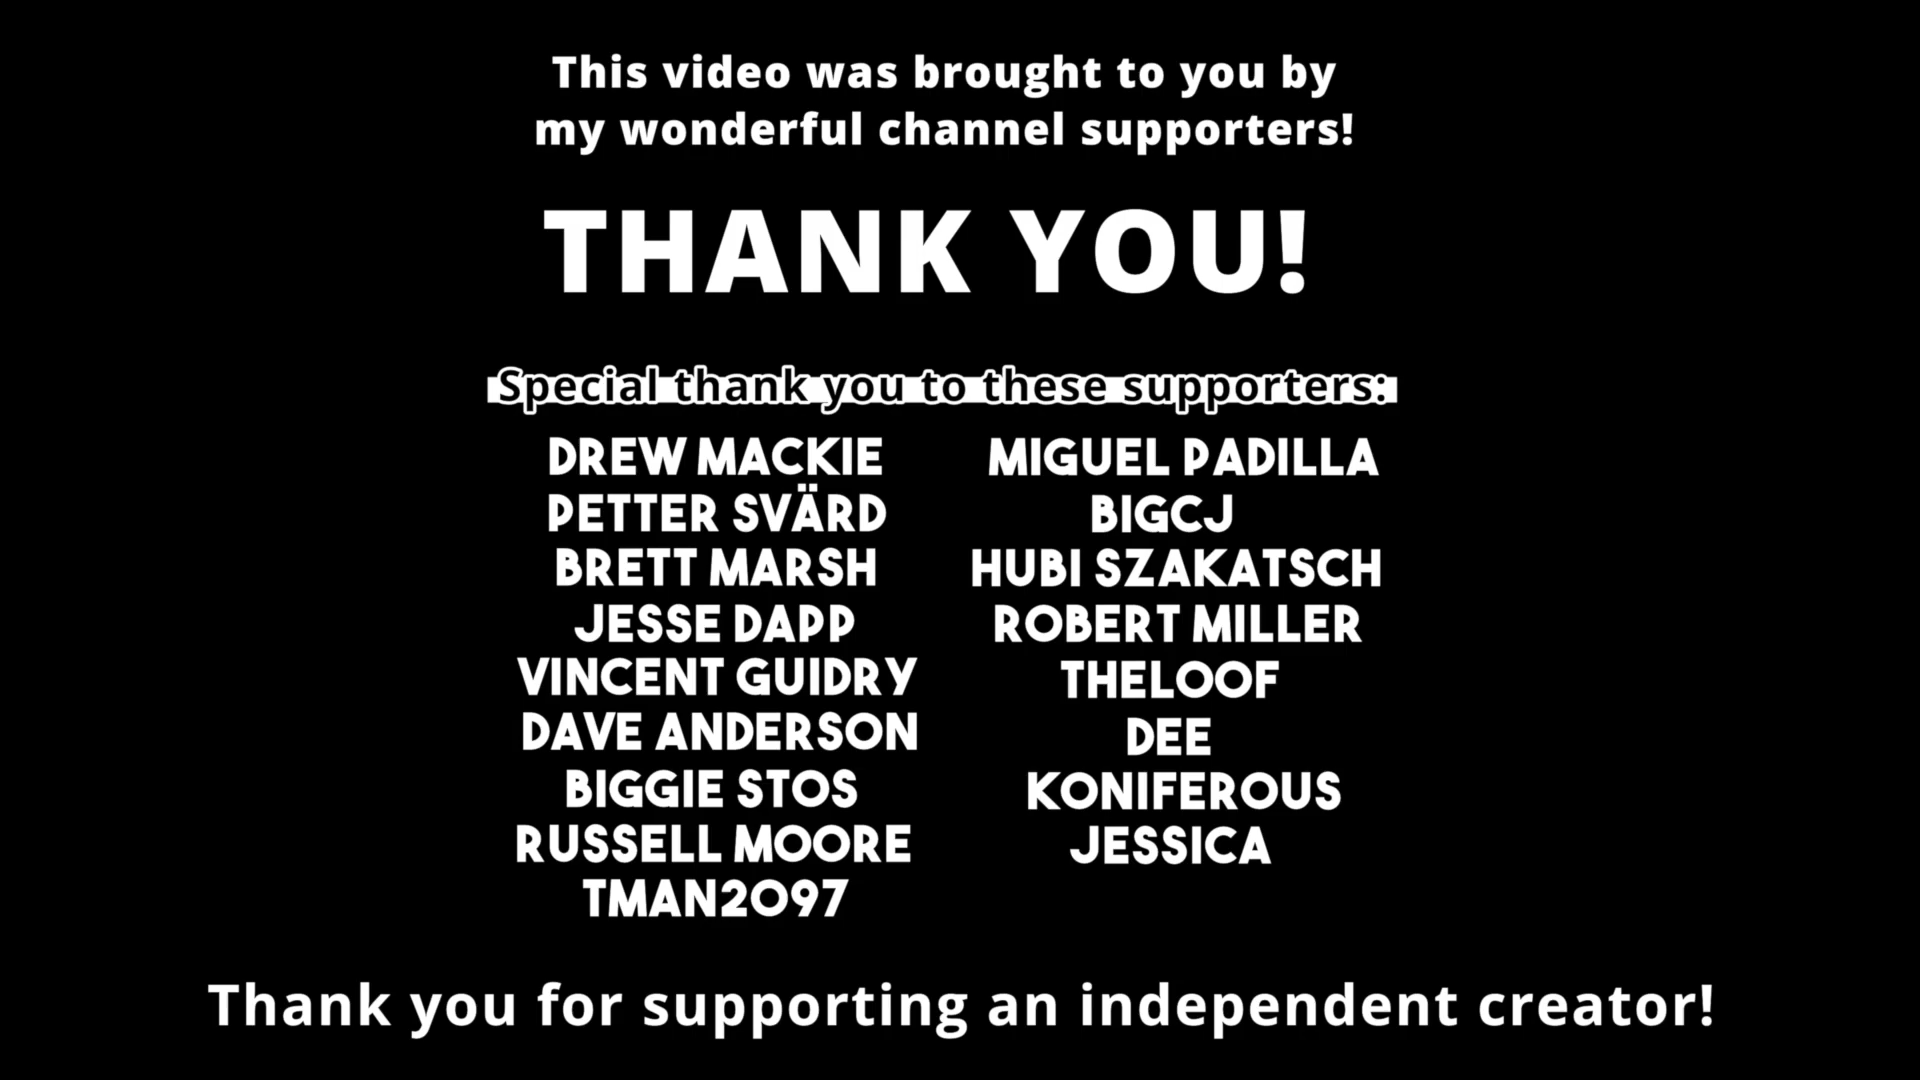 This video was brought to you by
my wonderful channel supporters!
THANK YOU!
Special thank you to these supporters:
DREW MACKIE
PETTER SVÄRD
BRETT MARSH
JESSE DAPP
VINCENT GUIDRY
DAVE ANDERSON
BIGGIE STOS
RUSSELL MOORE
TMAN2097
MIGUEL PADILLA
BIGCJ
HUBI SZAKATSCH
ROBERT MILLER
THELOOF
DEE
KONIFEROUS
JESSICA
Thank you for supporting an independent creator!